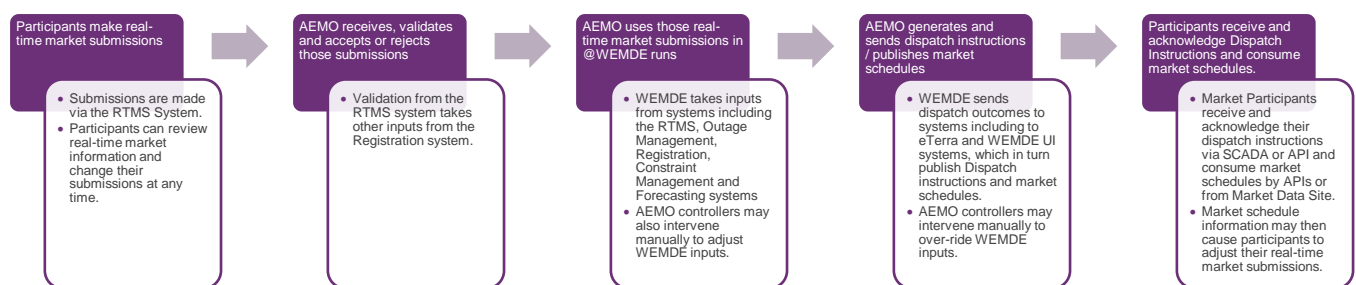 Participants make real-
time market submissions
• Submissions are made
via the RTMS System.
• Participants can review
real-time market
information and
change their
submissions at any
time.
AEMO receives, validates
and accepts or rejects
those submissions
• Validation from the
RTMS system takes
other inputs from the
Registration system.
AEMO uses those real-
time market submissions in
@WEMDE runs
• WEMDE takes inputs
from systems including
the RTMS, Outage
Management,
Registration,
Constraint
Management and
Forecasting systems
• AEMO controllers may
also intervene
manually to adjust
WEMDE inputs.
AEMO generates and
sends dispatch instructions
/ publishes market
schedules
• WEMDE sends
dispatch outcomes to
systems including to
eTerra and WEMDE UI
systems, which in turn
publish Dispatch
instructions and market
schedules.
• AEMO controllers may
intervene manually to
over-ride WEMDE
inputs.
Participants receive and
acknowledge Dispatch
Instructions and consume
market schedules.
• Market Participants
receive and
acknowledge their
dispatch instructions
via SCADA or API and
consume market
schedules by APIs or
from Market Data Site.
• Market schedule
information may then
cause participants to
adjust their real-time
market submissions.